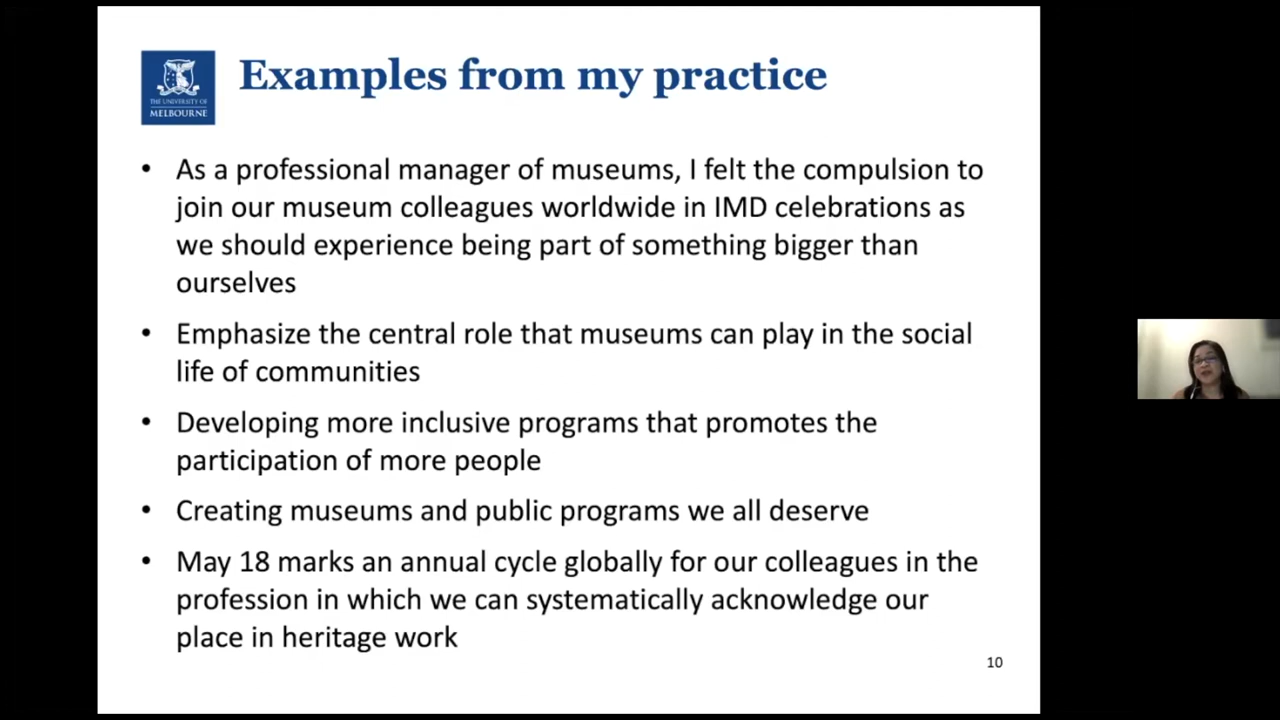 THE UNIVERSITY OF
MELBOURNE
Examples from my practice
• As a professional manager of museums, I felt the compulsion to
join our museum colleagues worldwide in IMD celebrations as
we should experience being part of something bigger than
ourselves
• Emphasize the central role that museums can play in the social
life of communities
• Developing more inclusive programs that promotes the
participation of more people
• Creating museums and public programs we all deserve
• May 18 marks an annual cycle globally for our colleagues in the
profession in which we can systematically acknowledge our
place in heritage work
10